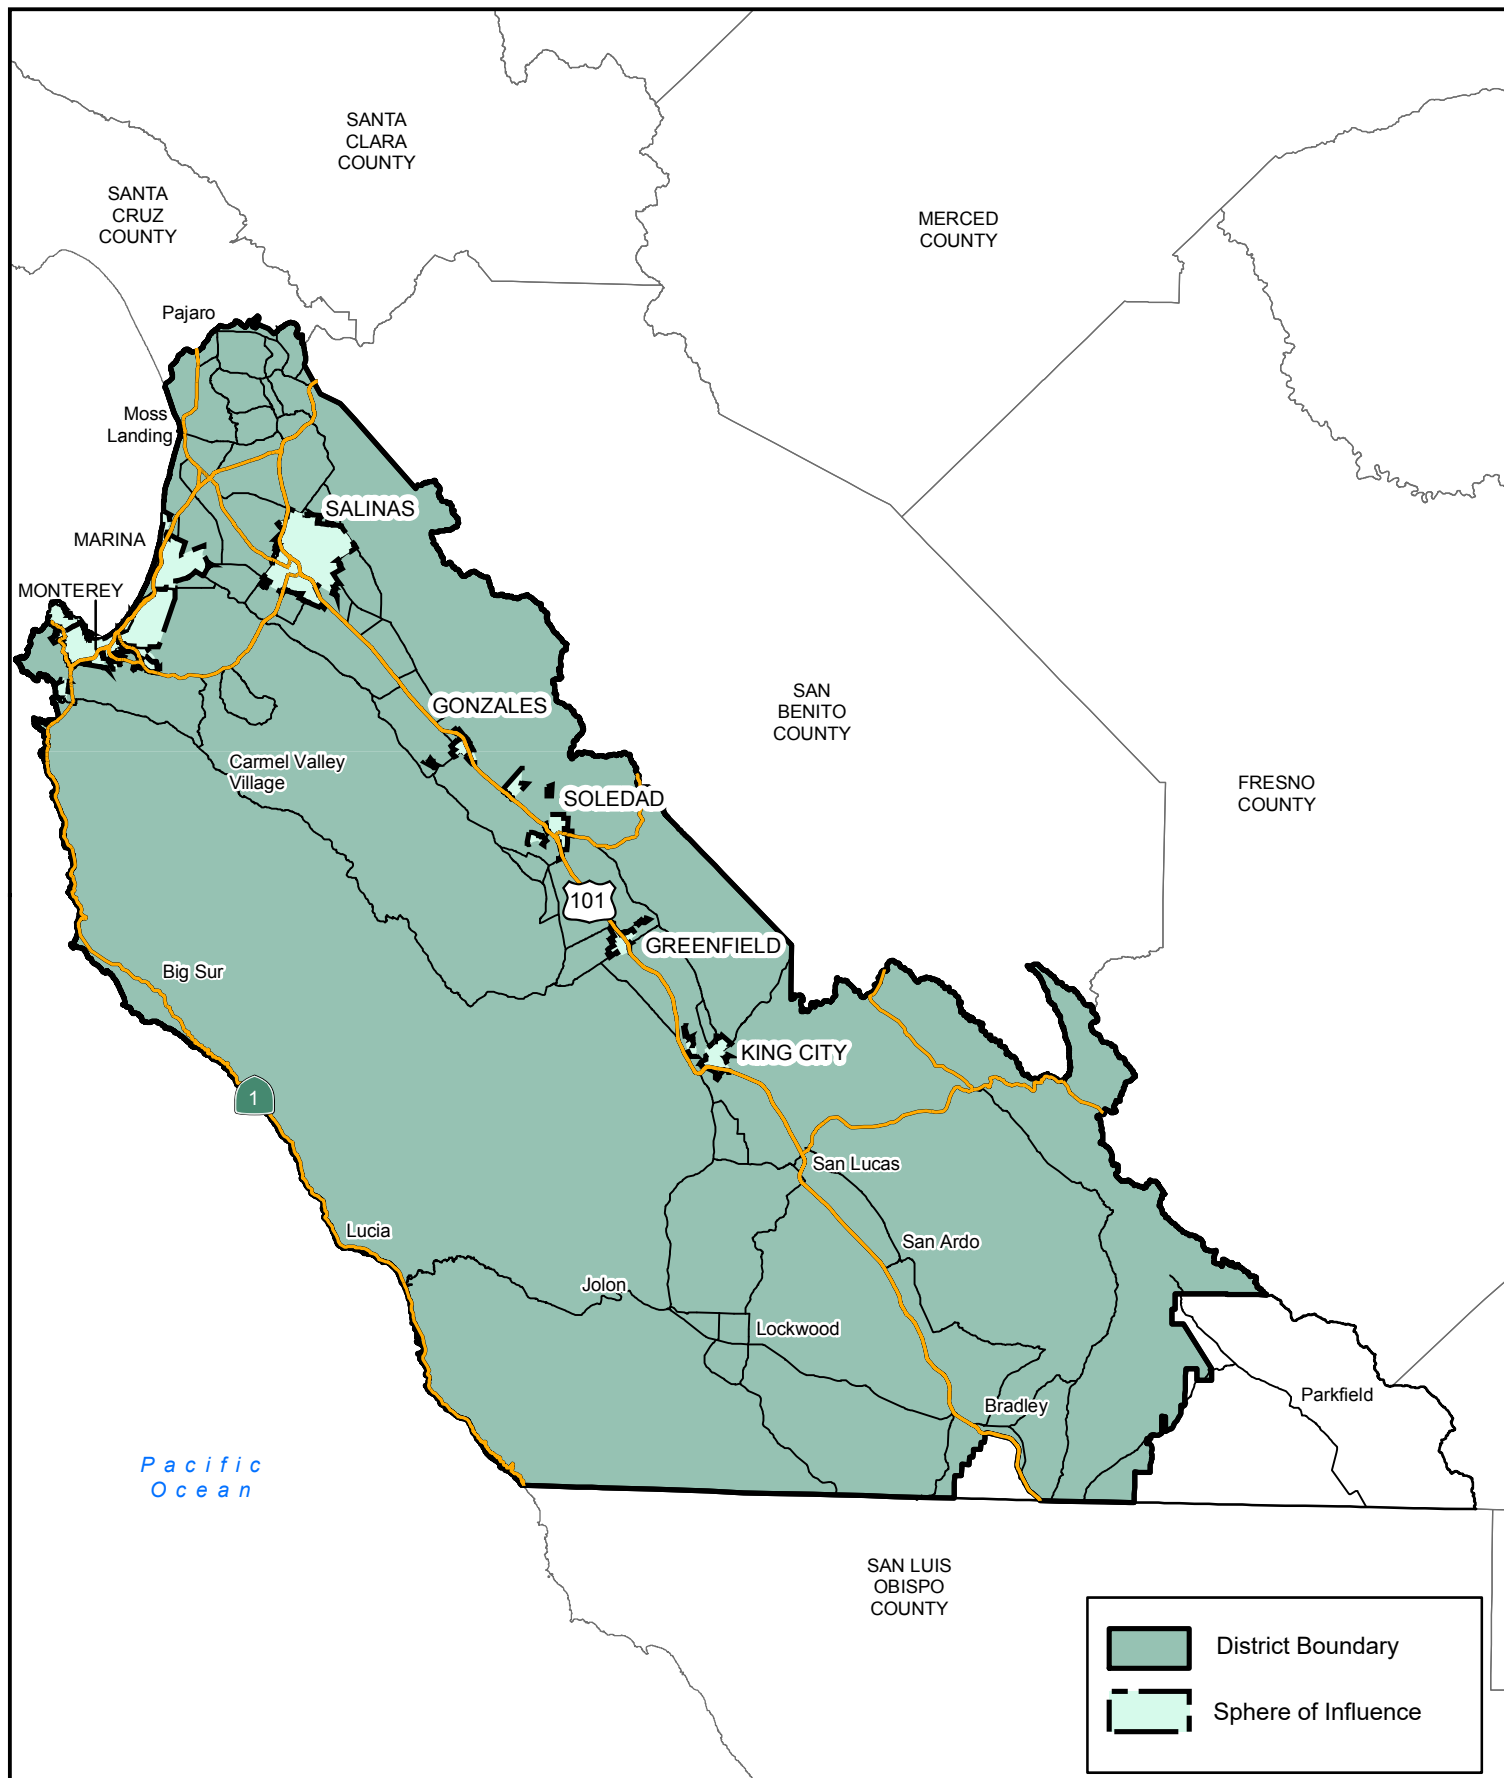 SANTA
CLARA
COUNTY
SANTA
CRUZ
COUNTY
MERCED
COUNTY
Pajaro
Moss
Landing
SALINAS
MARINA
MONTEREY
GONZALES
SAN
BENITO
COUNTY
Carmel Valley
Village
SOLEDAD
FRESNO
COUNTY
101
GREENFIELD
Big Sur
KING CITY
1
San Lucas
Lucia
San Ardo
Jolon
Lockwood
Parkfield
Bradley
Pacific
Ocean
SAN LUIS
OBISPO
COUNTY
District Boundary
Sphere of Influence